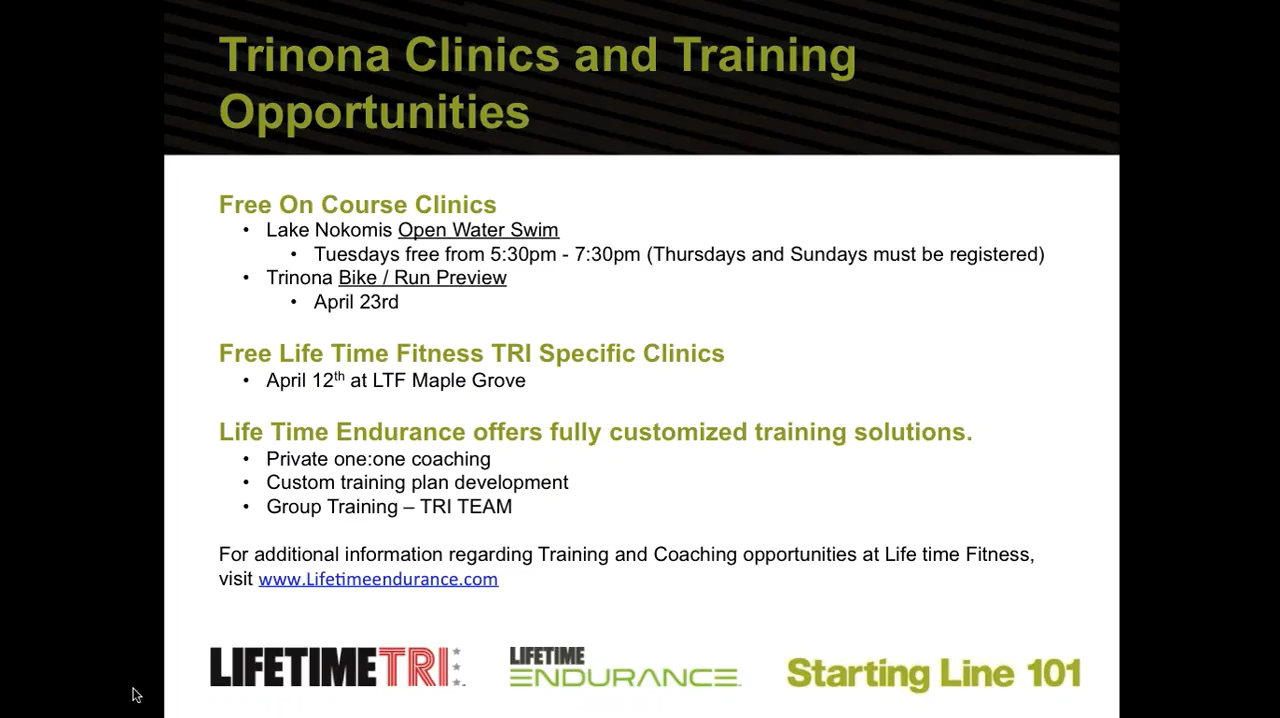 Trinona Clinics and Training
Opportunities
Free On Course Clinics
• Lake Nokomis Open Water Swim
• Tuesdays free from 5:30pm - 7:30pm (Thursdays and Sundays must be registered)
• Trinona Bike / Run Preview
• April 23rd
Free Life Time Fitness TRI Specific Clinics
• April 12th at LTF Maple Grove
Life Time Endurance offers fully customized training solutions.
• Private one:one coaching
• Custom training plan development
• Group Training – TRI TEAM
For additional information regarding Training and Coaching opportunities at Life time Fitness,
visit www.Lifetimeendurance.com
LIFETIMETRI
LIFETIME
ENDURANCE
Starting Line 101